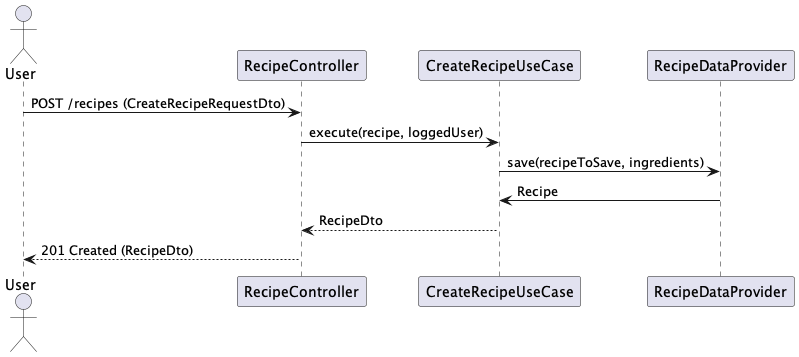 User
RecipeController
CreateRecipeUseCase
RecipeDataProvider
POST /recipes (CreateRecipeRequestDto)
execute(recipe, loggedUser)
save(recipeToSave, ingredients)
Recipe
RecipeDto
201 Created (RecipeDto)
User
RecipeController
CreateRecipeUseCase
RecipeDataProvider